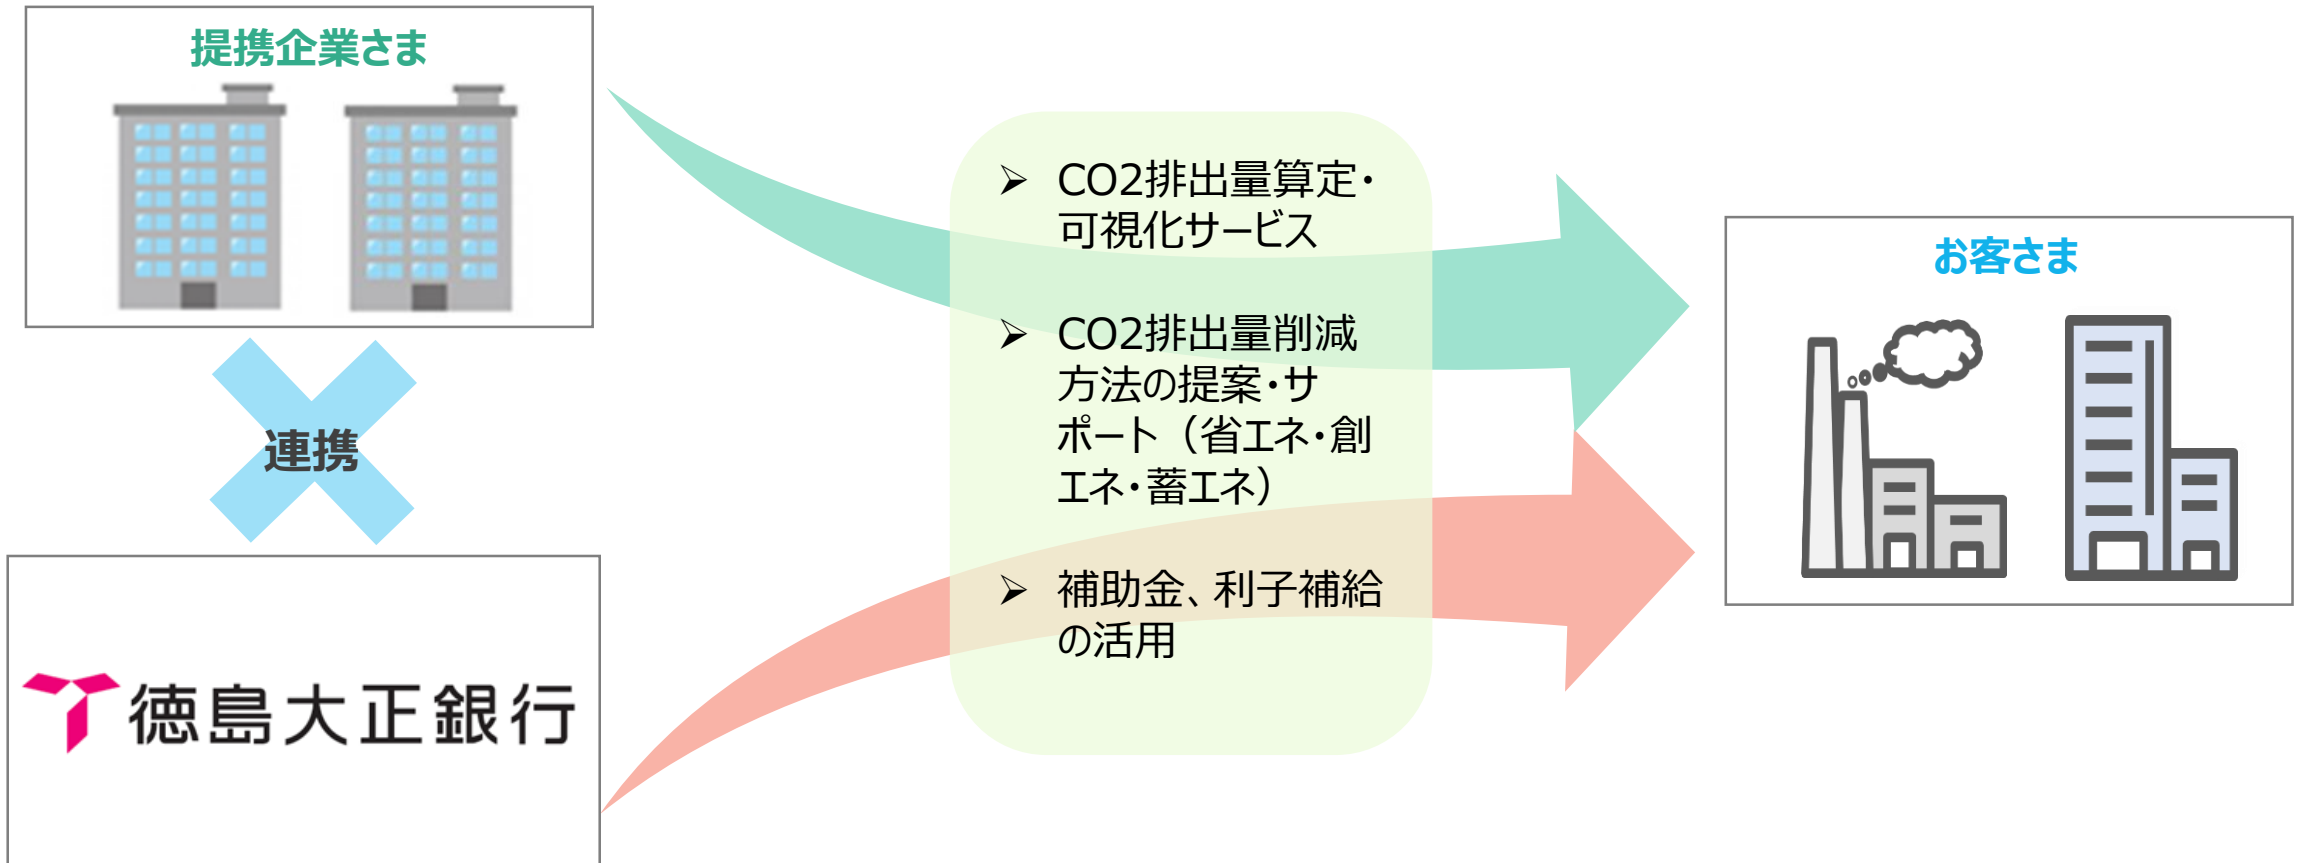 提携企業さま
連携
徳島大正銀行
➢ CO2排出量算定・
可視化サービス
➢ CO2排出量削減
方法の提案・サ
ポート（省エネ・創
エネ・蓄エネ）
➢ 補助金、利子補給
の活用
お客さま